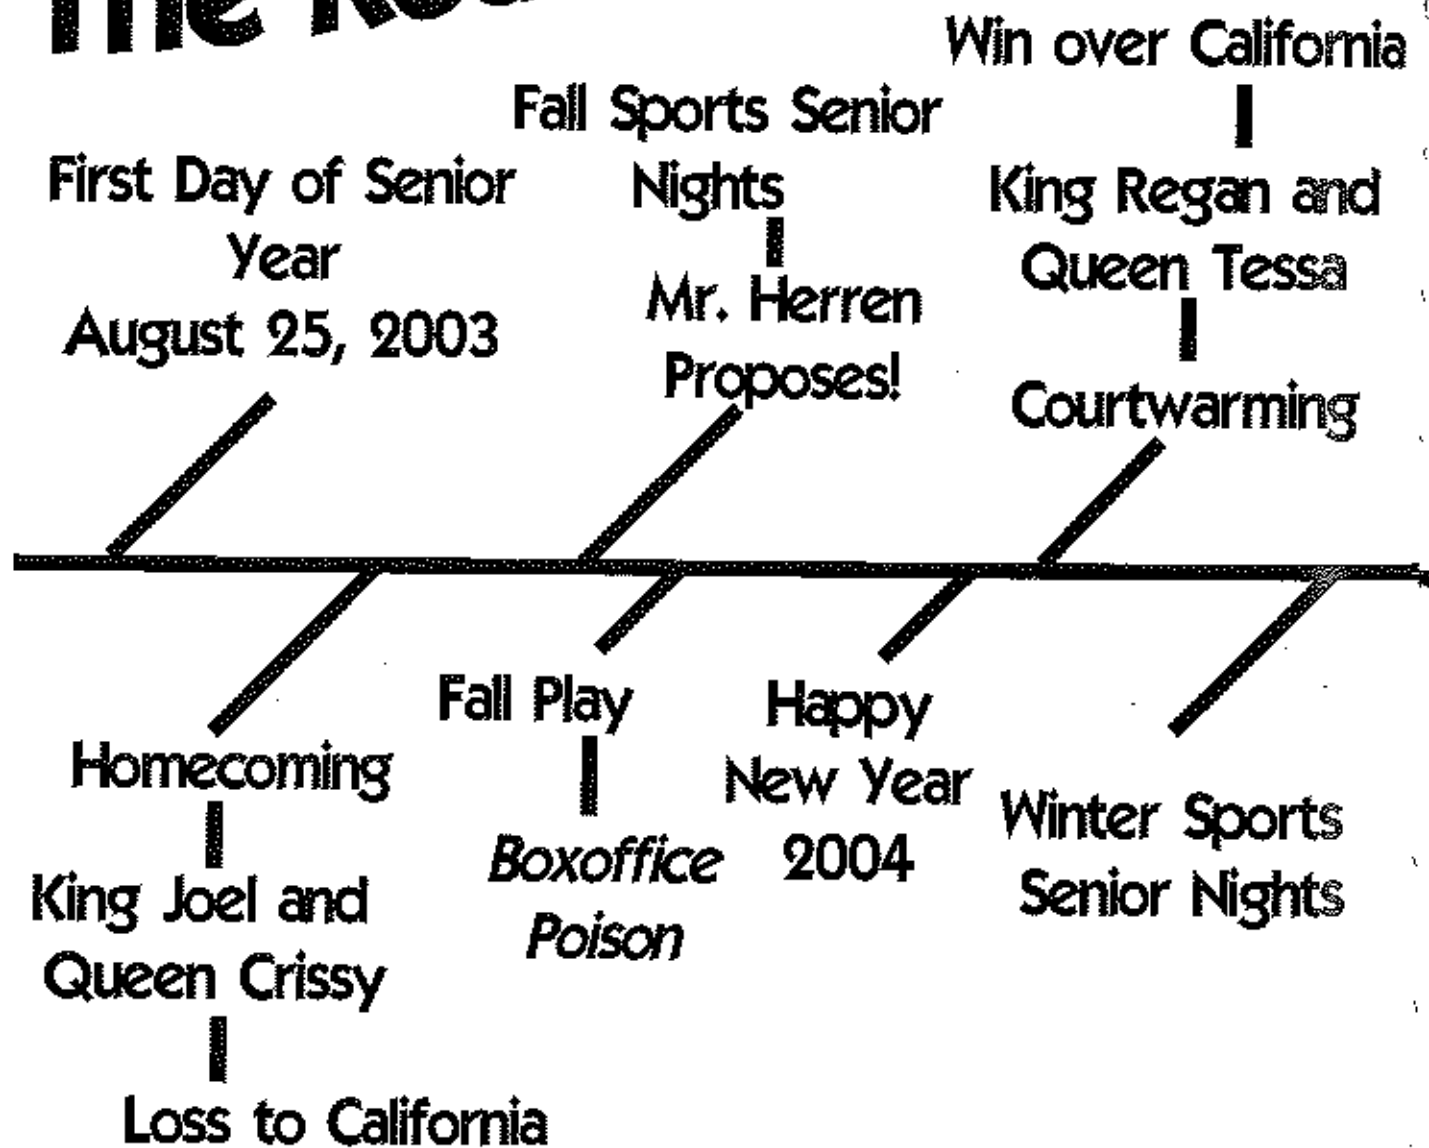 The
Win over California
Fall Sports Senior
Nights
First Day of Senior
Year
August 25, 2003
King Regan and
Queen Tessa
Mr. Herren
Proposes!
Courtwarming
Fall Play
Happy
New Year
2004
Boxoffice
Poison
Homecoming
King Joel and
Queen Crissy
Loss to California
Winter Sports
Senior Nights